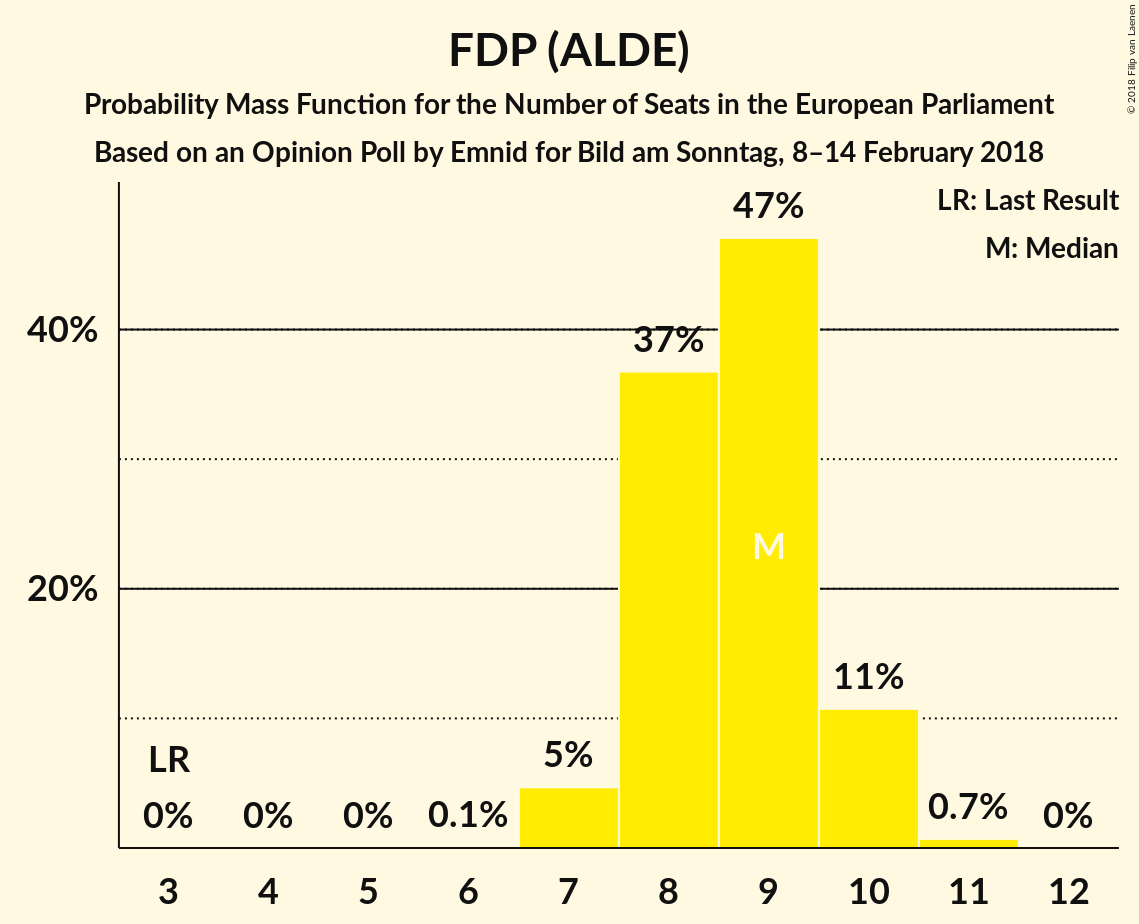 FDP (ALDE)
Probability Mass Function for the Number of Seats in the European Parliament
Based on an Opinion Poll by Emnid for Bild am Sonntag, 8–14 February 2018
© 2018 Filip van Laenen
LR: Last Result
M: Median
47%
40%
37%
M
20%
11%
LR
5%
0%
0%
0%
0.1%
0.7%
0%
3 4 5 6 7 8 9 10 11 12